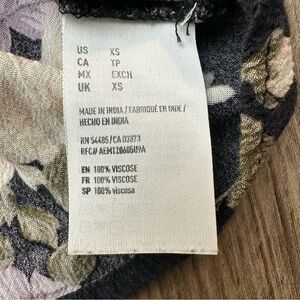 US XS
CA TP
MX EXCH
UK XS
MADE IN INDIA / FABRIQUÉ EN INDE /
HECHO EN INDIA
RN 54485/CA 03973
RFC# AEM120605U9A
EN 100% VISCOSE
FR 100% VISCOSE
SP 100% viscosa